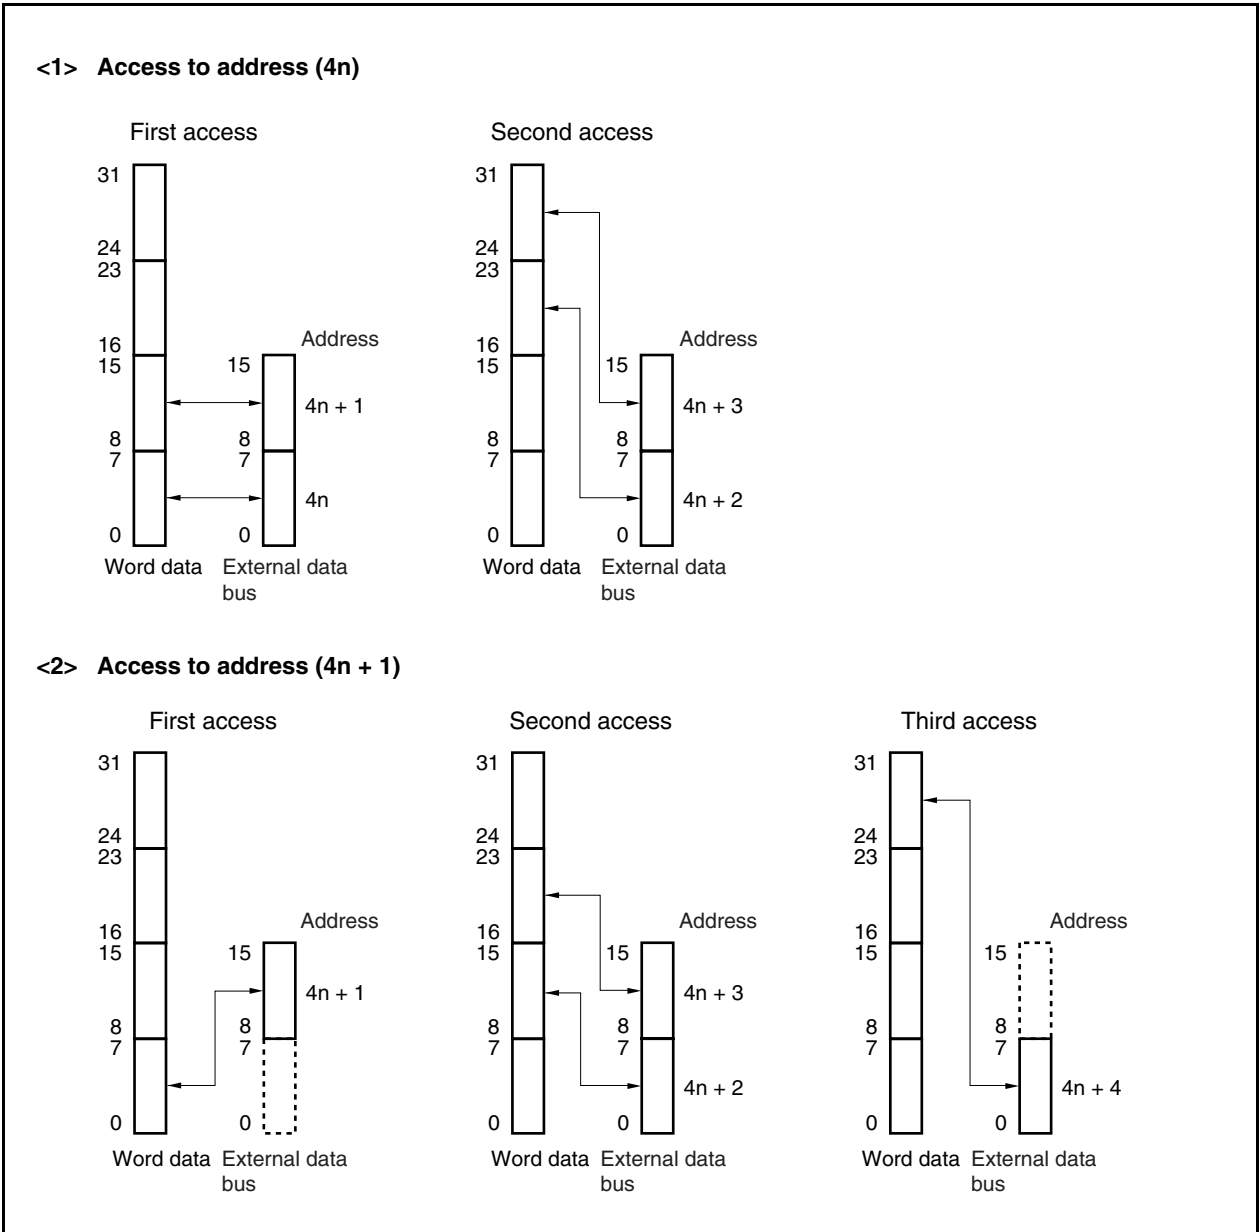 <1> Access to address (4n)
First access
Second access
31
31
24
23
24
23
Address
Address
16
15
16
15
15
15
4n + 1
4n + 3
8
7
8
7
8
7
8
7
4n
4n + 2
0
0
0
0
Word data
External data
bus
Word data
External data
bus
<2> Access to address (4n + 1)
First access
Second access
Third access
31
31
31
24
23
24
23
24
23
Address
Address
Address
16
15
15
16
15
15
16
15
15
4n + 1
4n + 3
8
7
8
7
8
7
8
7
8
7
8
7
4n + 2
4n + 4
0
0
0
0
0
0
Word data
External data
bus
Word data
External data
bus
Word data
External data
bus